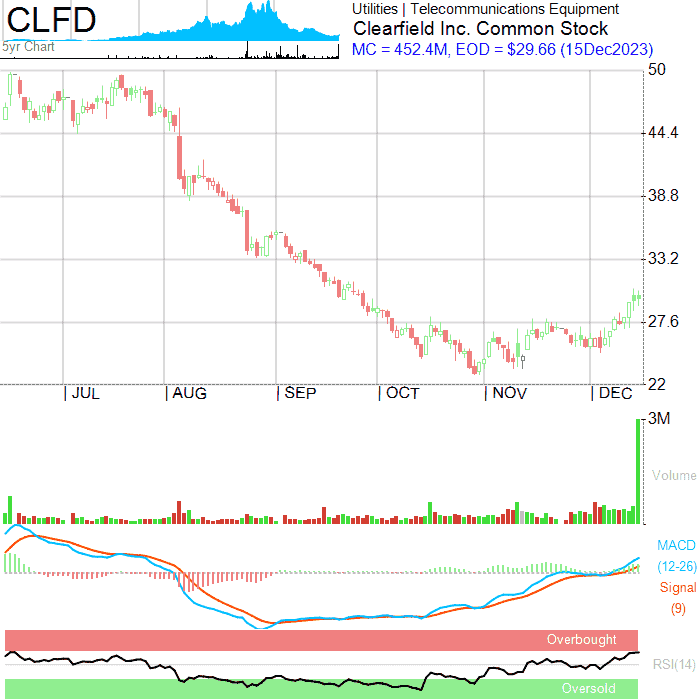 CLFD
5yr Chart
Utilities | Telecommunications Equipment
Clearfield Inc. Common Stock
MC = 452.4M, EOD = $29.66 (15Dec2023)
50
44.4
38.8
33.2
27.6
22
JUL
AUG
SEP
OCT
NOV
DEC
3M
Volume
MACD
(12-26)
Signal
(9)
Overbought
RSI(14)
Oversold